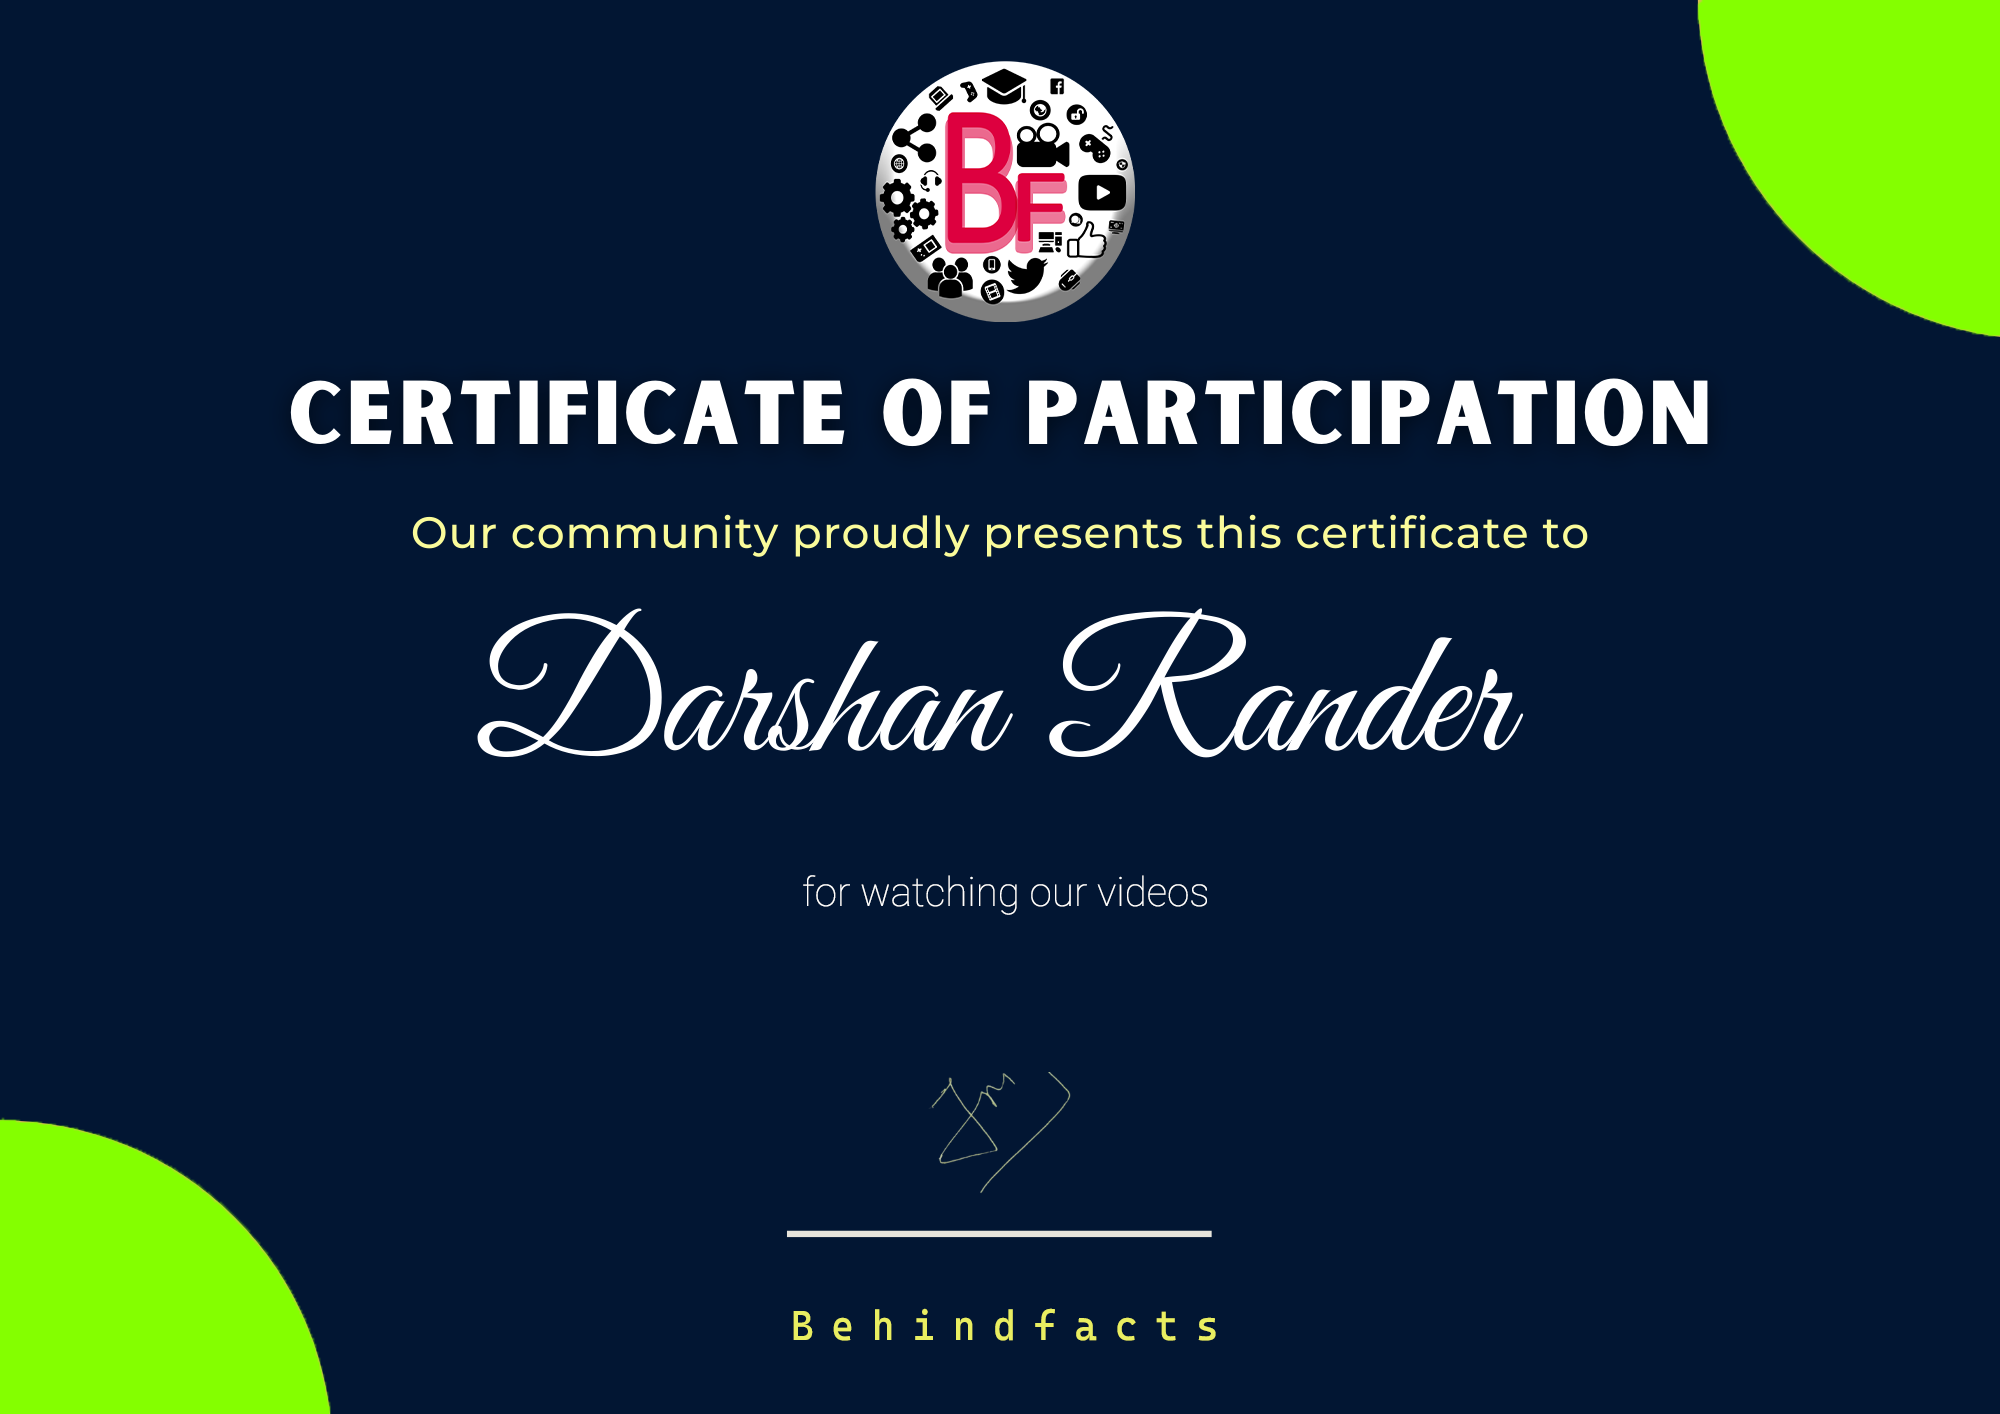 BF
CERTIFICATE OF PARTICIPATION
Our community proudly presents this certificate to
Darshan Rander
for watching our videos
Behindfacts